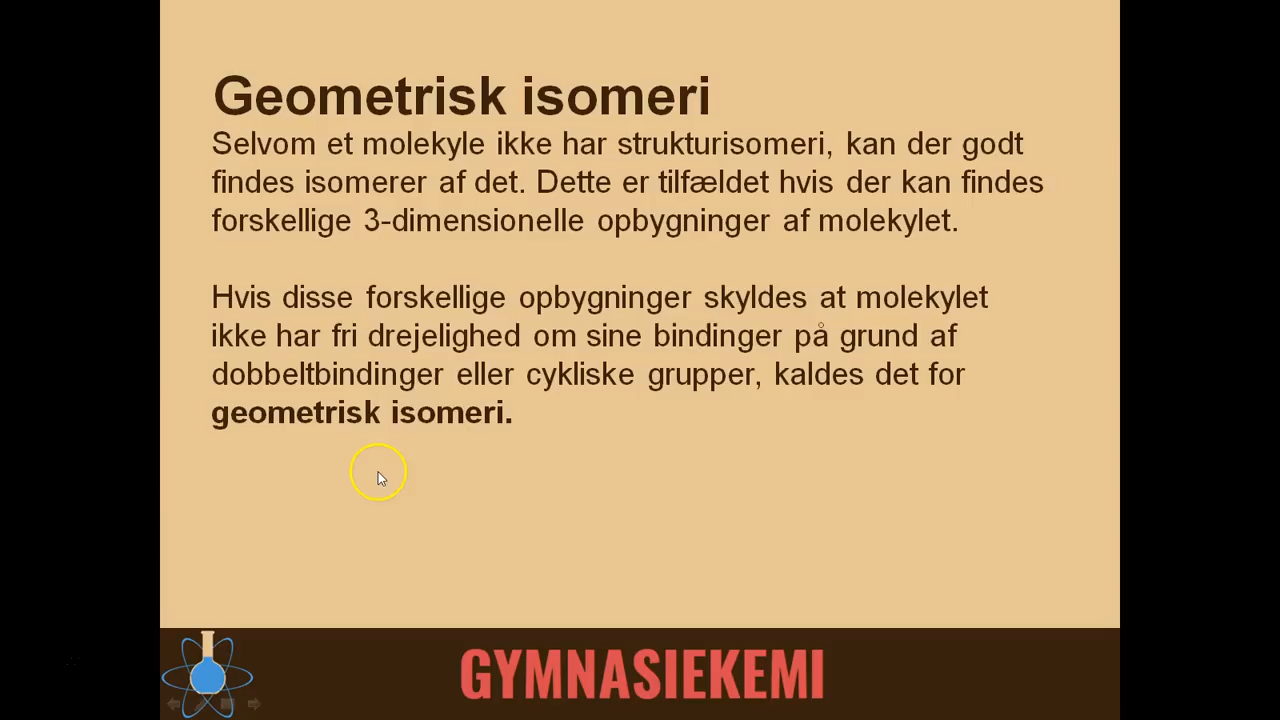 Geometrisk isomeri
Selvom et molekyle ikke har strukturisomeri, kan der godt
findes isomerer af det. Dette er tilfældet hvis der kan findes
forskellige 3-dimensionelle opbygninger af molekylet.
Hvis disse forskellige opbygninger skyldes at molekylet
ikke har fri drejelighed om sine bindinger på grund af
dobbeltbindinger eller cykliske grupper, kaldes det for
geometrisk isomeri.
GYMNASIEKEMI